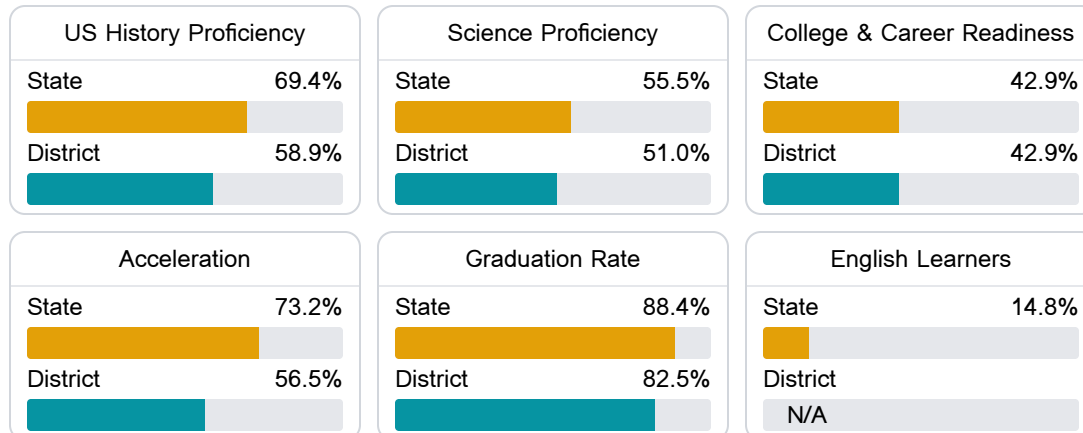 US History Proficiency
State 69.4%
District 58.9%
Science Proficiency
State 55.5%
District 51.0%
College & Career Readiness
State 42.9%
District 42.9%
Acceleration
State 73.2%
District 56.5%
Graduation Rate
State 88.4%
District 82.5%
English Learners
State 14.8%
District
N/A